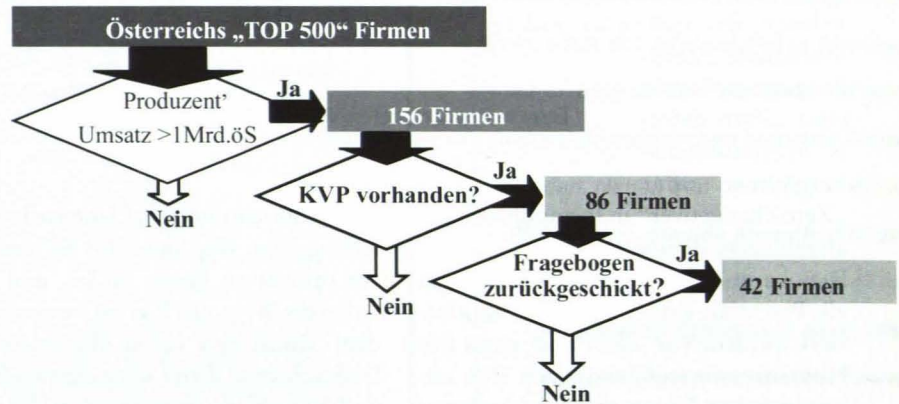 Österreichs „TOP 500“ Firmen
Produzent'
Umsatz >1Mrd.öS
Ja
156 Firmen
Nein
KVP vorhanden?
Ja
86 Firmen
Nein
Fragebogen
zurückgeschickt?
Ja
42 Firmen
Nein